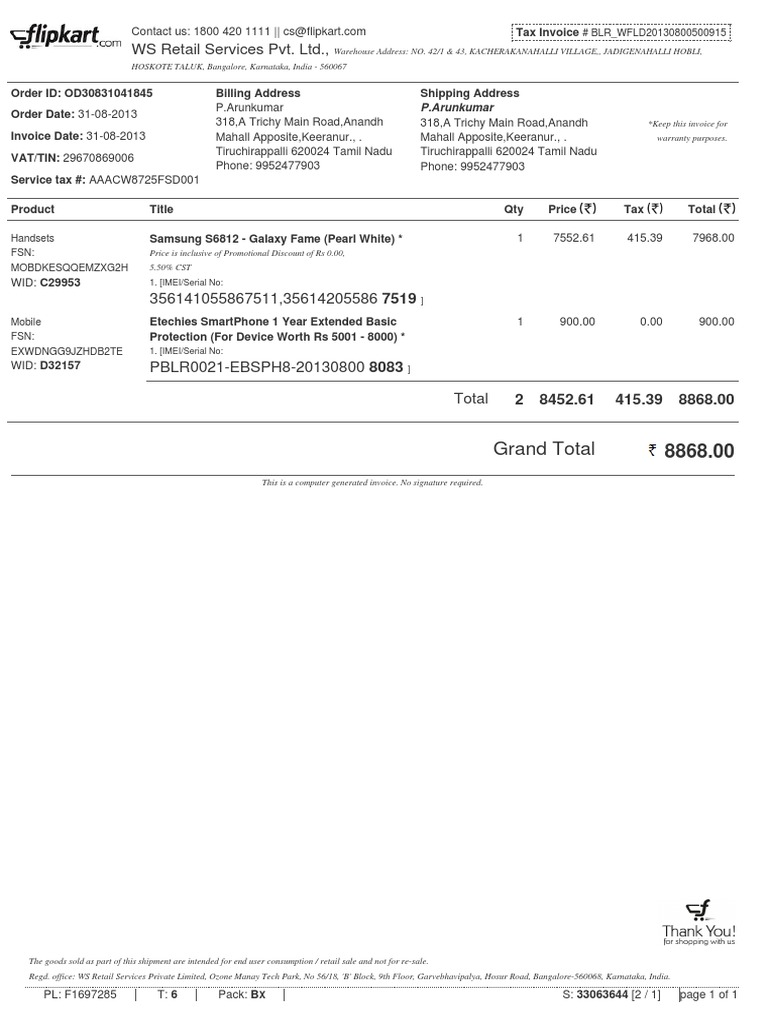 flipkart.com
Contact us: 1800 420 1111 || cs@flipkart.com
Tax Invoice # BLR_WFLD20130800500915
WS Retail Services Pvt. Ltd., Warehouse Address: NO. 42/1 & 43, KACHERAKANAHALLI VILLAGE,, JADIGENAHALLI HOBLI,
HOSKOTE TALUK, Bangalore, Karnataka, India - 560067
Order ID: OD30831041845
Order Date: 31-08-2013
Invoice Date: 31-08-2013
VAT/TIN: 29670869006
Service tax #: AAACW8725FSD001
Billing Address
P.Arunkumar
318,A Trichy Main Road,Anandh
Mahall Apposite,Keeranur., .
Tiruchirappalli 620024 Tamil Nadu
Phone: 9952477903
Shipping Address
P.Arunkumar
318,A Trichy Main Road,Anandh
Mahall Apposite,Keeranur., .
Tiruchirappalli 620024 Tamil Nadu
Phone: 9952477903
*Keep this invoice for
warranty purposes.
Product Title Qty Price (₹) Tax (₹) Total (₹)
Handsets Samsung S6812 - Galaxy Fame (Pearl White) * 1 7552.61 415.39 7968.00
FSN: Price is inclusive of Promotional Discount of Rs 0.00,
MOBDKESQQEMZXG2H 5.50% CST
WID: C29953 1. [IMEI/Serial No:
356141055867511,35614205586 7519 ]
Mobile Etechies SmartPhone 1 Year Extended Basic 1 900.00 0.00 900.00
FSN: Protection (For Device Worth Rs 5001 - 8000) *
EXWDNGG9JZHDB2TE 1. [IMEI/Serial No:
WID: D32157 PBLR0021-EBSPH8-20130800 8083 ]
Total 2 8452.61 415.39 8868.00
Grand Total ₹ 8868.00
This is a computer generated invoice. No signature required.
Thank You!
for shopping with us
The goods sold as part of this shipment are intended for end user consumption / retail sale and not for re-sale.
Regd. office: WS Retail Services Private Limited, Ozone Manay Tech Park, No 56/18, 'B' Block, 9th Floor, Garvebhavipalya, Hosur Road, Bangalore-560068, Karnataka, India.
PL: F1697285 | T: 6 | Pack: Bx | S: 33063644 [2 / 1] |page 1 of 1